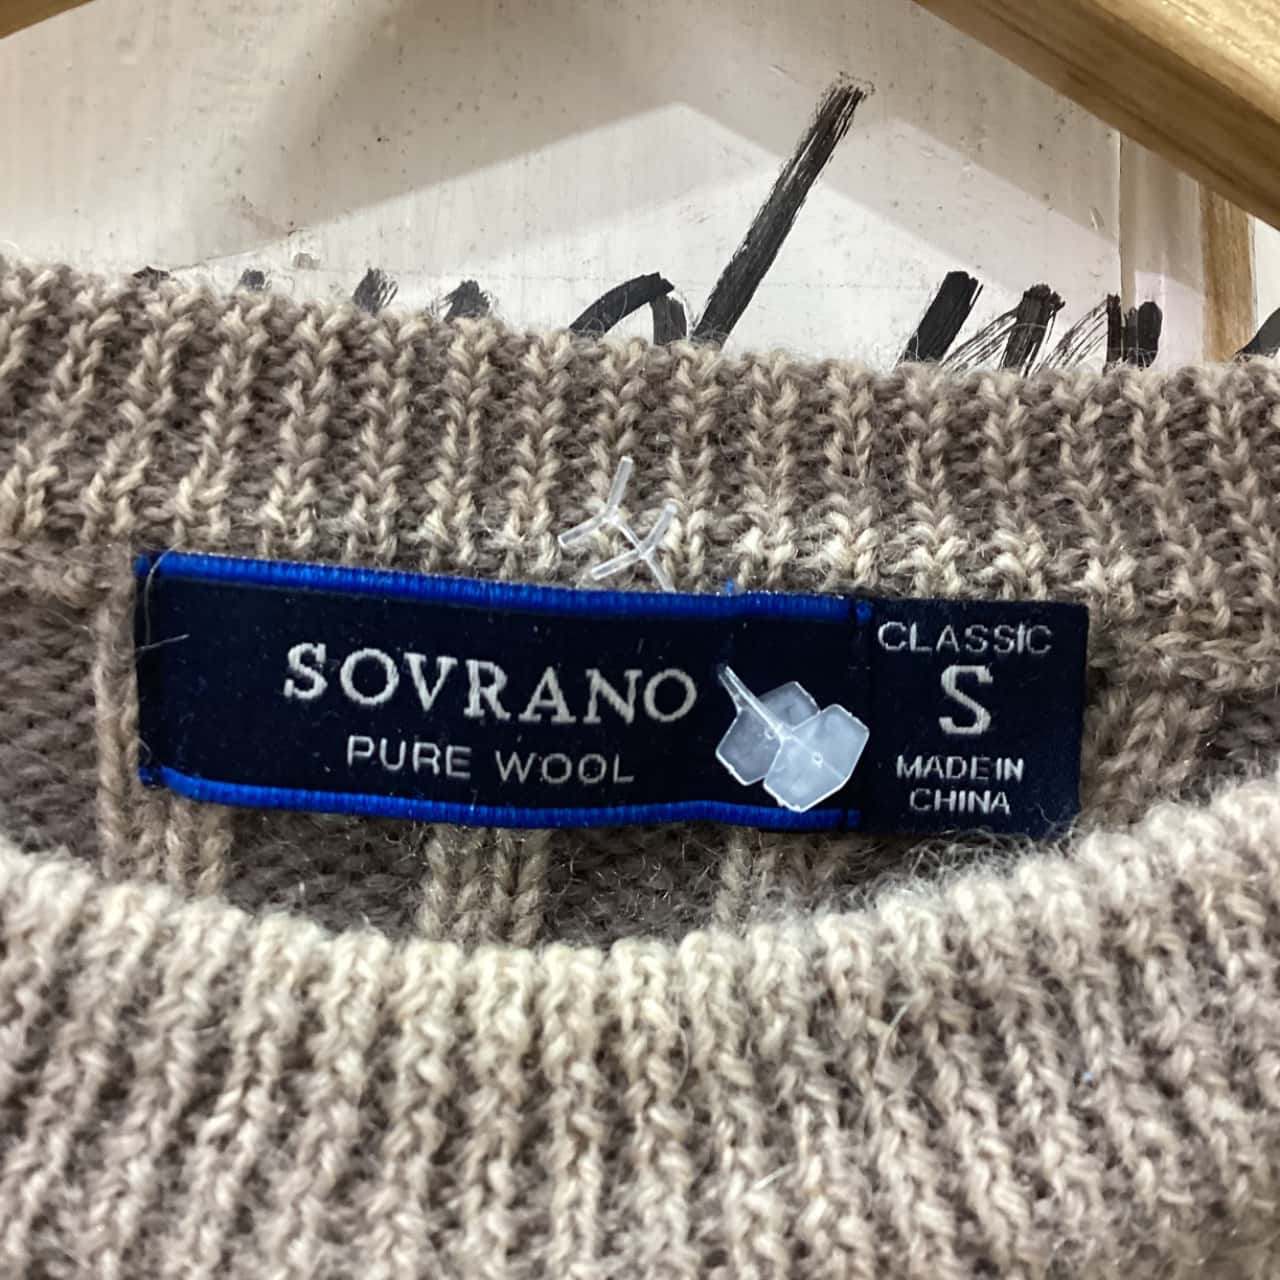 SOVRANO
PURE WOOL
CLASSIC
S
MADE IN
CHINA